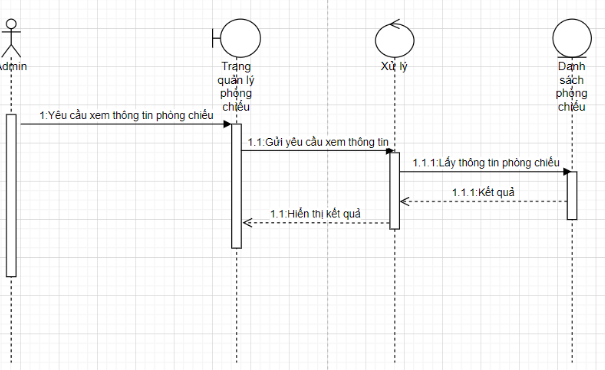 Admin
Trang
quản lý
phòng
chiếu
Xử lý
Danh
sách
phòng
chiếu
1:Yêu cầu xem thông tin phòng chiếu
1.1:Gửi yêu cầu xem thông tin
1.1.1:Lấy thông tin phòng chiếu
1.1.1:Kết quả
1.1:Hiển thị kết quả